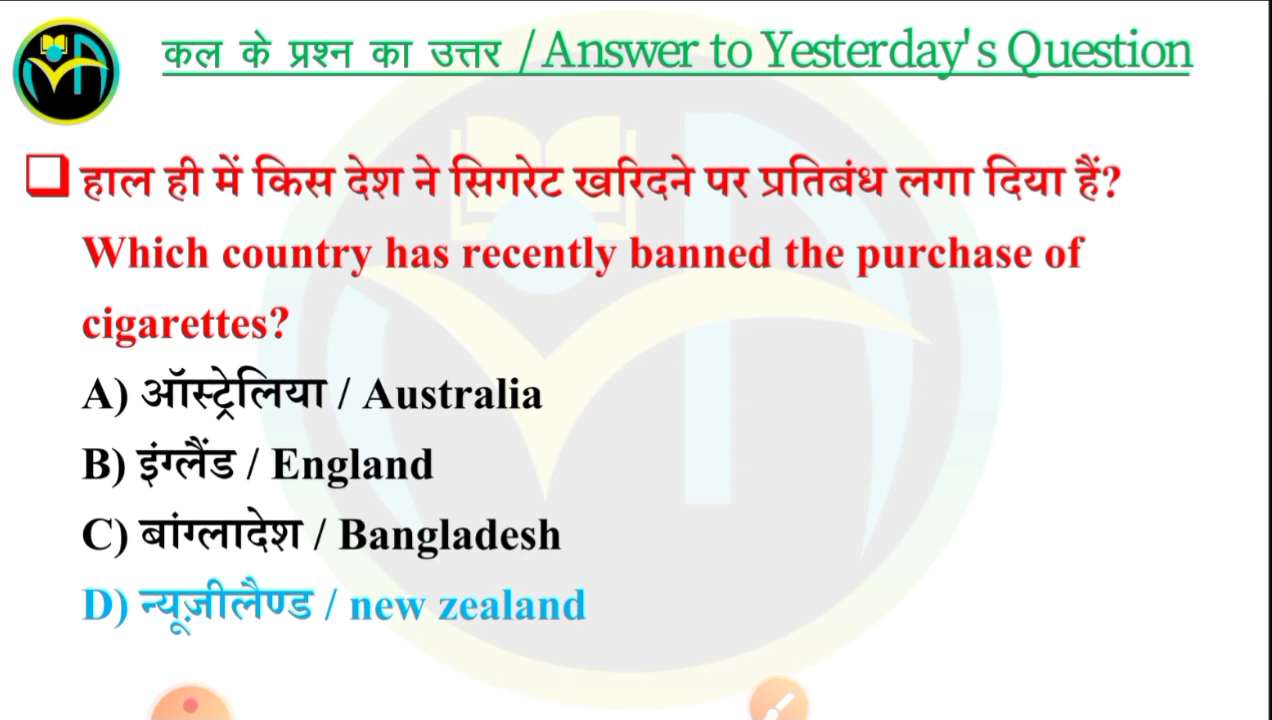 कल के प्रश्न का उत्तर / Answer to Yesterday's Question
हाल ही में किस देश ने सिगरेट खरिदने पर प्रतिबंध लगा दिया हैं?
Which country has recently banned the purchase of
cigarettes?
A) ऑस्ट्रेलिया / Australia
B) इंग्लैंड / England
C) बांग्लादेश / Bangladesh
D) न्यूज़ीलैण्ड / new zealand